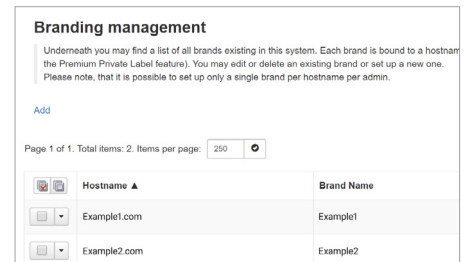 Branding management
Underneath you may find a list of all brands existing in this system. Each brand is bound to a hostnam
the Premium Private Label feature). You may edit or delete an existing brand or set up a new one.
Please note, that it is possible to set up only a single brand per hostname per admin.
Add
Page 1 of 1. Total items: 2. Items per page: 250
Hostname ▲ Brand Name
Example1.com Example1
Example2.com Example2